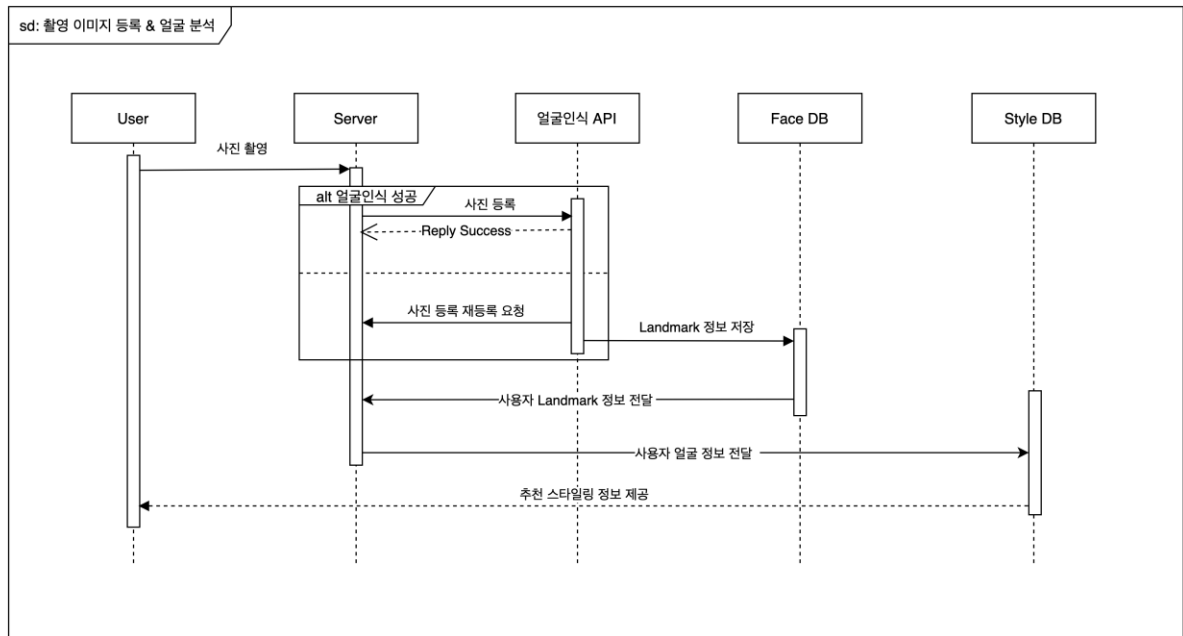 sd: 촬영 이미지 등록 & 얼굴 분석
User
Server
얼굴인식 API
Face DB
Style DB
사진 촬영
alt 얼굴인식 성공
사진 등록
Reply Success
사진 등록 재등록 요청
Landmark 정보 저장
사용자 Landmark 정보 전달
사용자 얼굴 정보 전달
추천 스타일링 정보 제공